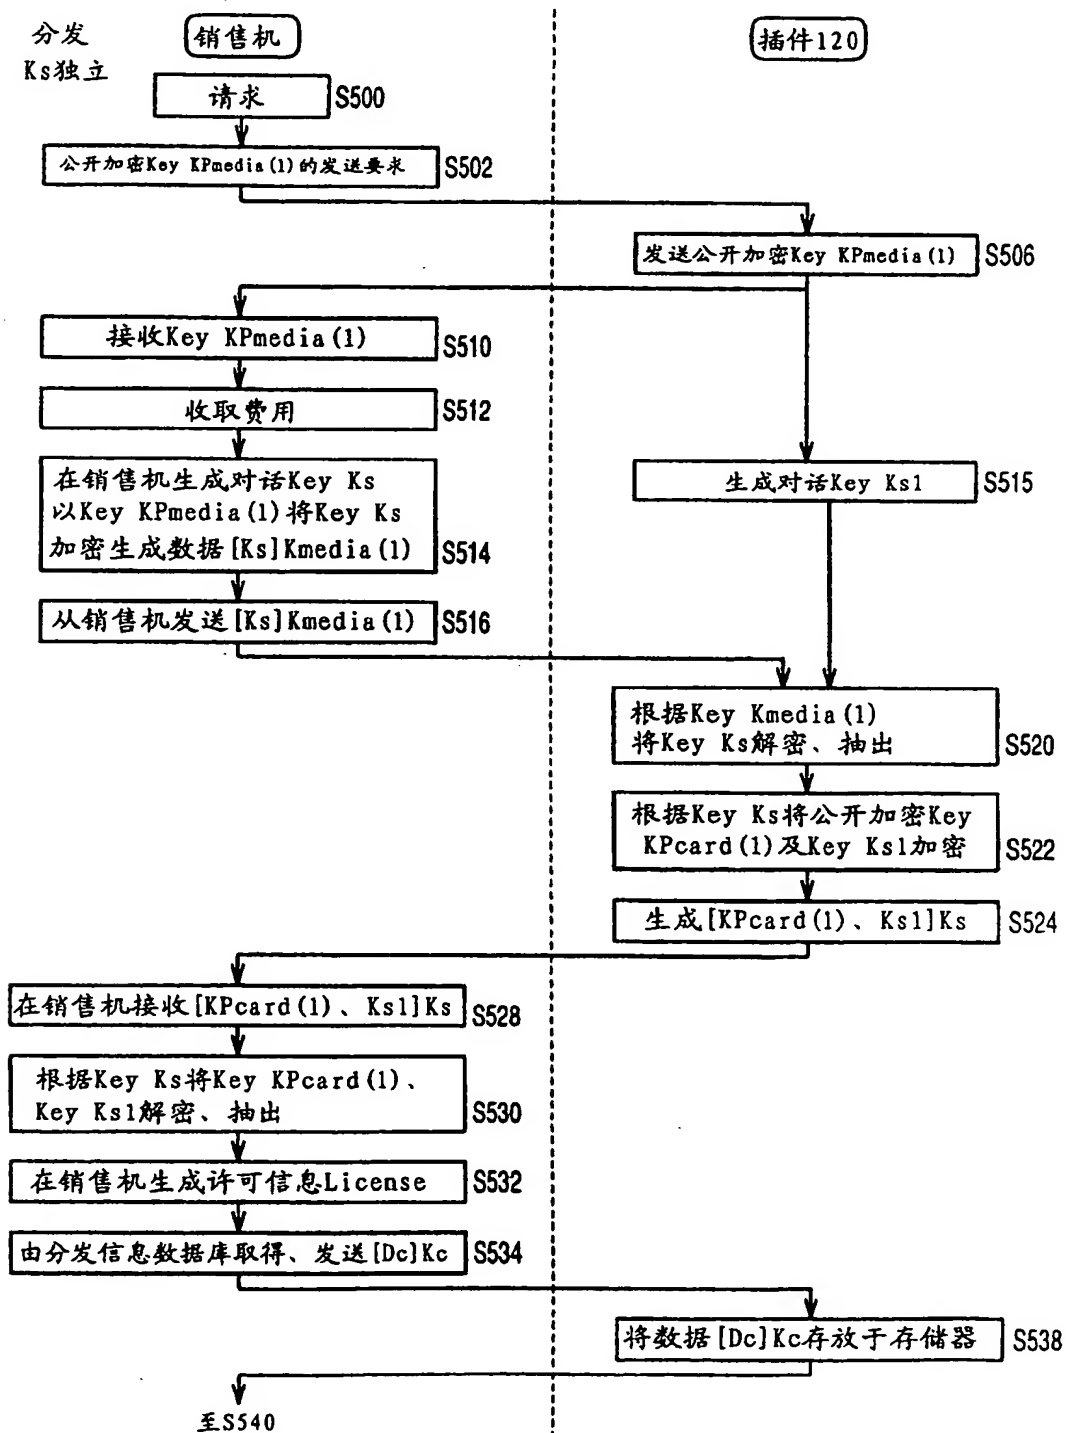 分发
Ks独立
销售机
插件120
请求
S500
公开加密Key KPmedia(1)的发送要求
S502
发送公开加密Key KPmedia(1)
S506
接收Key KPmedia(1)
S510
收取费用
S512
在销售机生成对话Key Ks
以Key KPmedia(1)将Key Ks
加密生成数据[Ks]Kmedia(1)
S514
生成对话Key Ks1
S515
从销售机发送[Ks]Kmedia(1)
S516
根据Key Kmedia(1)
将Key Ks解密、抽出
S520
根据Key Ks将公开加密Key
KPcard(1)及Key Ks1加密
S522
生成[KPcard(1)、Ks1]Ks
S524
在销售机接收[KPcard(1)、Ks1]Ks
S528
根据Key Ks将Key KPcard(1)、
Key Ks1解密、抽出
S530
在销售机生成许可信息License
S532
由分发信息数据库取得、发送[Dc]Kc
S534
将数据[Dc]Kc存放于存储器
S538
至S540